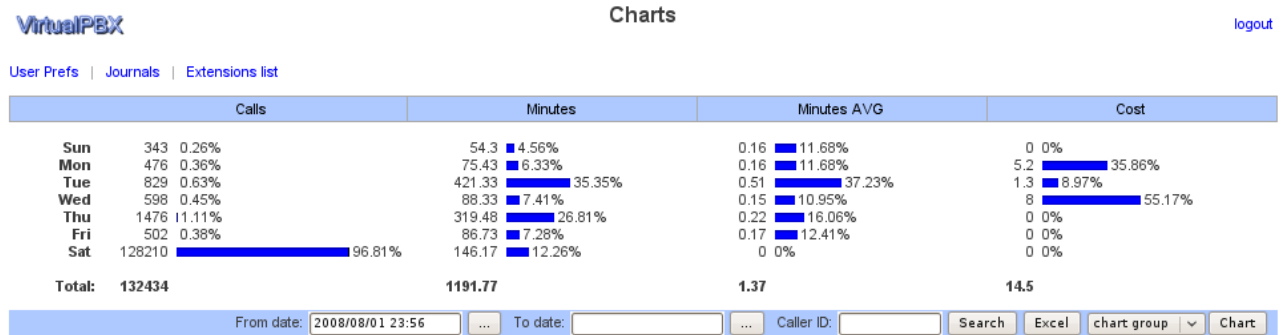 VirtualPBX
Charts
logout
User Prefs | Journals | Extensions list
Calls Minutes Minutes AVG Cost
Sun 343 0.26% 54.3 4.56% 0.16 11.68% 0 0%
Mon 476 0.36% 75.43 6.33% 0.16 11.68% 5.2 35.86%
Tue 829 0.63% 421.33 35.35% 0.51 37.23% 1.3 8.97%
Wed 598 0.45% 88.33 7.41% 0.15 10.95% 8 55.17%
Thu 1476 1.11% 319.48 26.81% 0.22 16.06% 0 0%
Fri 502 0.38% 86.73 7.28% 0.17 12.41% 0 0%
Sat 128210 96.81% 146.17 12.26% 0 0% 0 0%
Total: 132434 1191.77 1.37 14.5
From date: 2008/08/01 23:56 ... To date: ... Caller ID: Search Excel chart group Chart